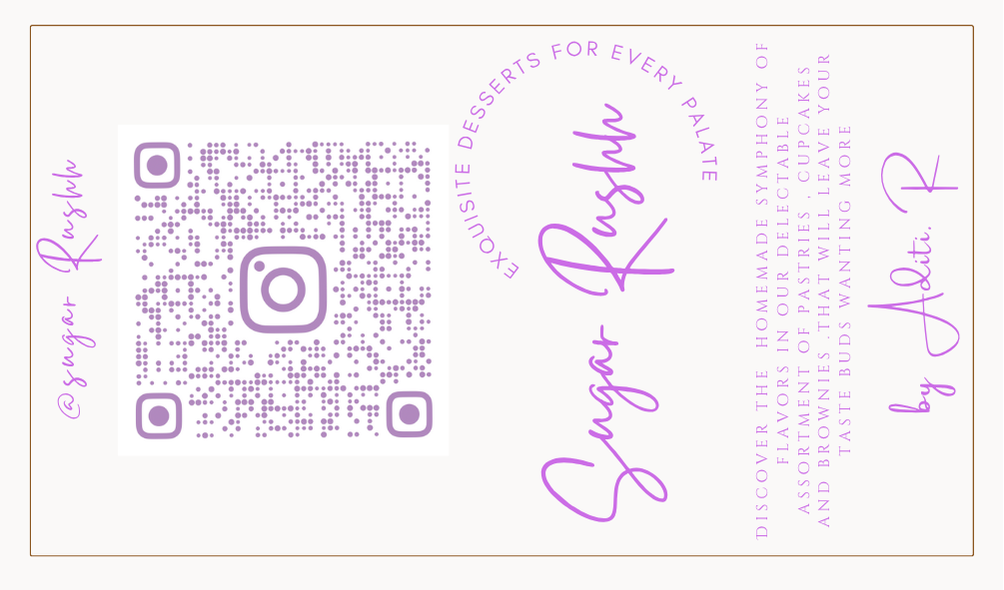 @sugar Rushh
EXQUISITE DESSERTS FOR EVERY PALATE
Sugar Rushh
DISCOVER THE HOMEMADE SYMPHONY OF
FLAVORS IN OUR DELECTABLE
ASSORTMENT OF PASTRIES , CUPCAKES
AND BROWNIES .THAT WILL LEAVE YOUR
TASTE BUDS WANTING MORE
by Aditi. R